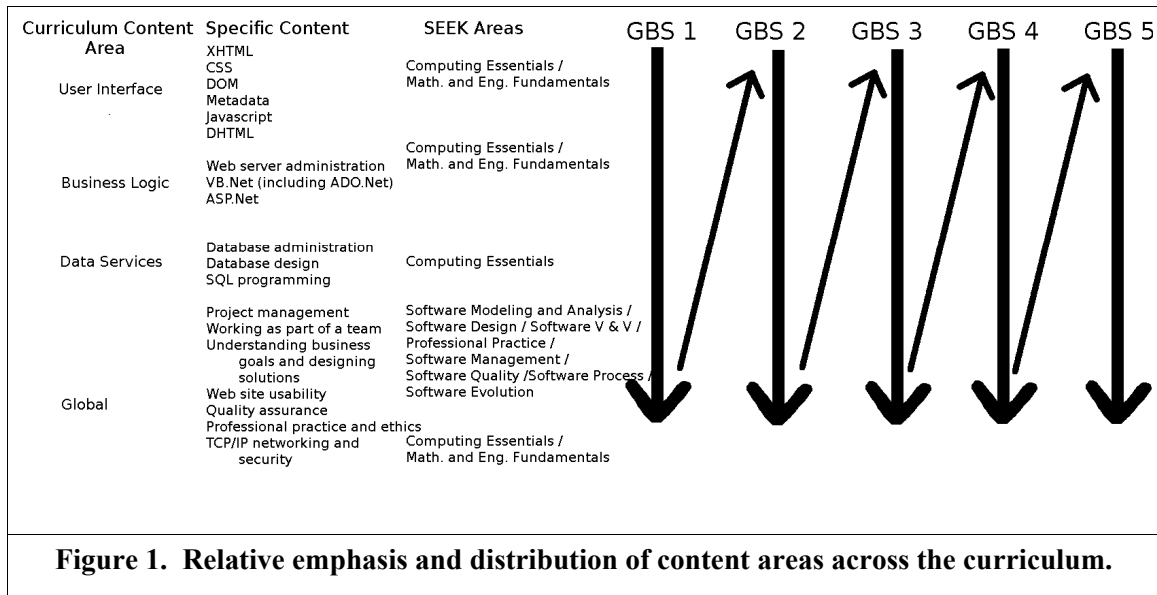 Curriculum Content Area
Specific Content
SEEK Areas
GBS 1
GBS 2
GBS 3
GBS 4
GBS 5
User Interface
XHTML
CSS
DOM
Metadata
Javascript
DHTML
Computing Essentials /
Math. and Eng. Fundamentals
Business Logic
Web server administration
VB.Net (including ADO.Net)
ASP.Net
Computing Essentials /
Math. and Eng. Fundamentals
Data Services
Database administration
Database design
SQL programming
Computing Essentials
Global
Project management
Working as part of a team
Understanding business
goals and designing
solutions
Web site usability
Quality assurance
Professional practice and ethics
TCP/IP networking and
security
Software Modeling and Analysis /
Software Design / Software V & V /
Professional Practice /
Software Management /
Software Quality /Software Process /
Software Evolution
Computing Essentials /
Math. and Eng. Fundamentals
Figure 1. Relative emphasis and distribution of content areas across the curriculum.